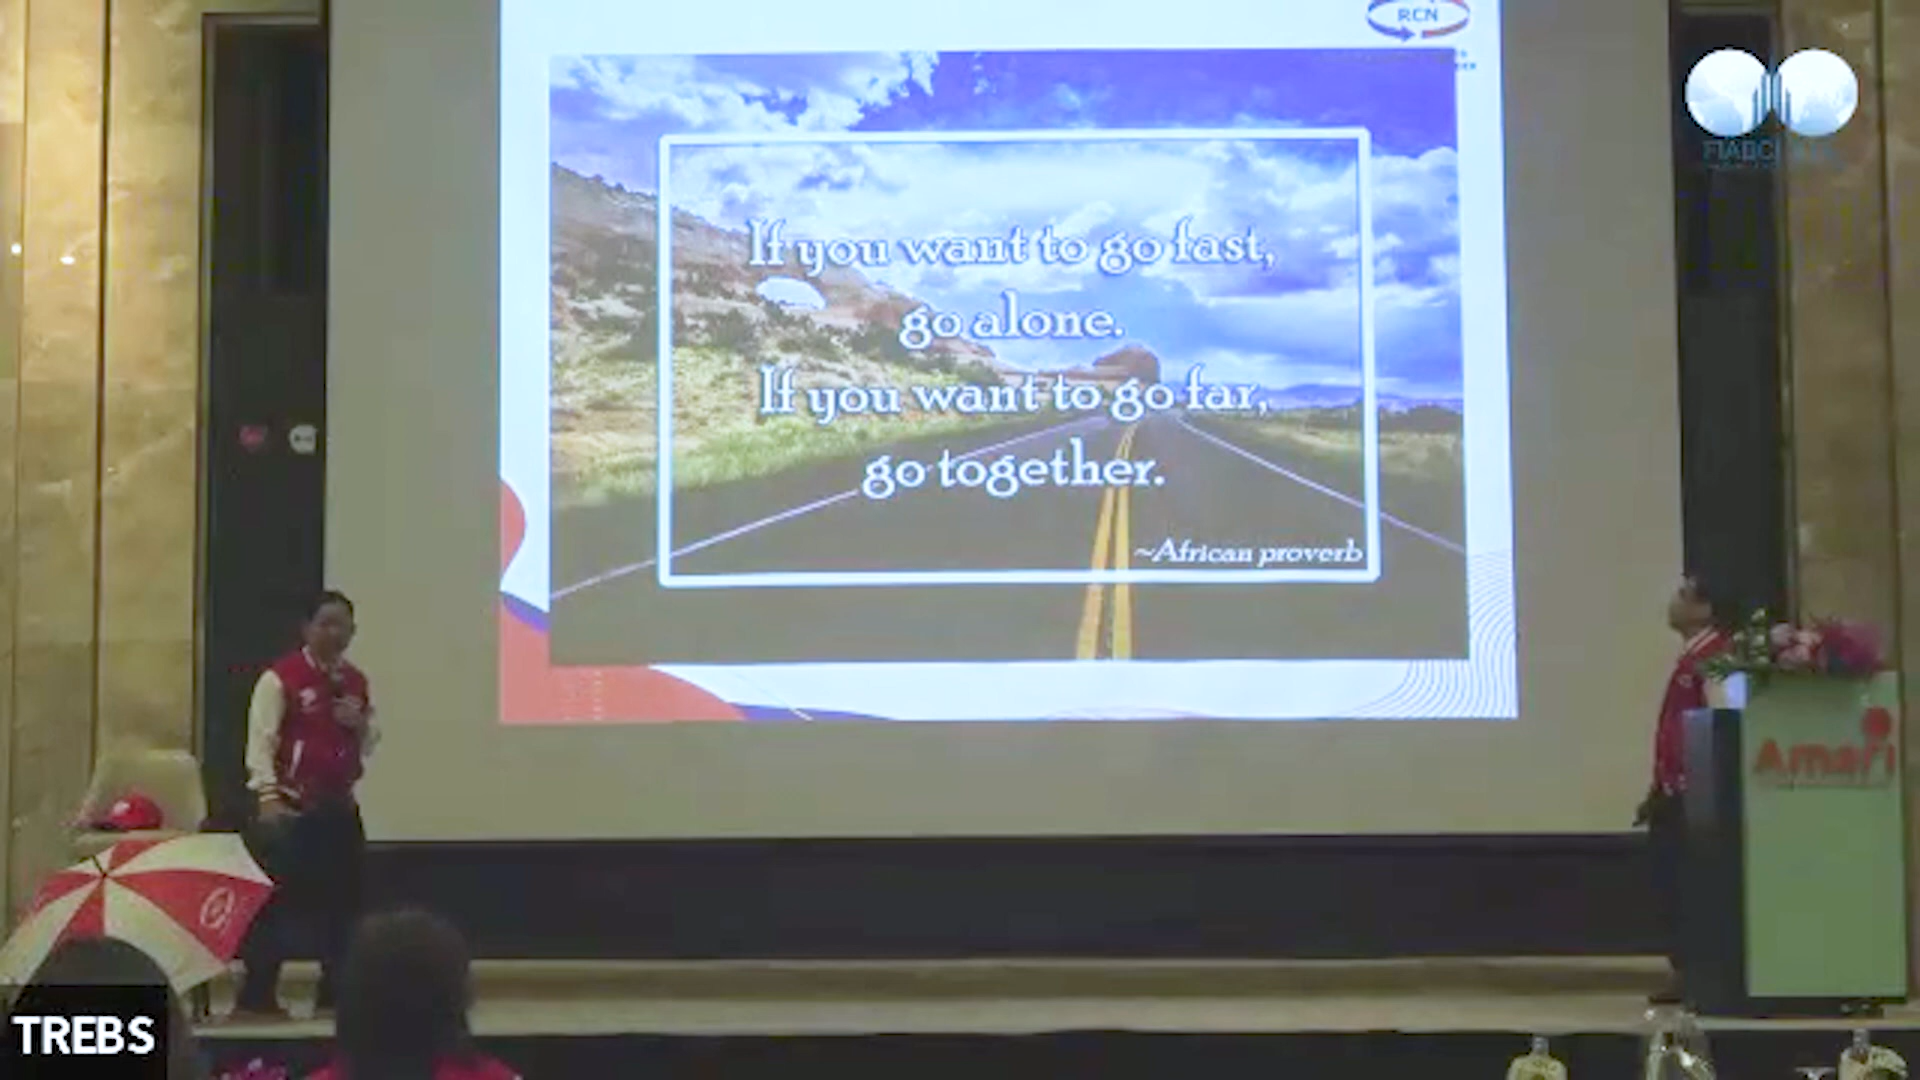 RCN
If you want to go fast,
go alone.
If you want to go far,
go together.
~African proverb
FIABCI
Amari
TREBS